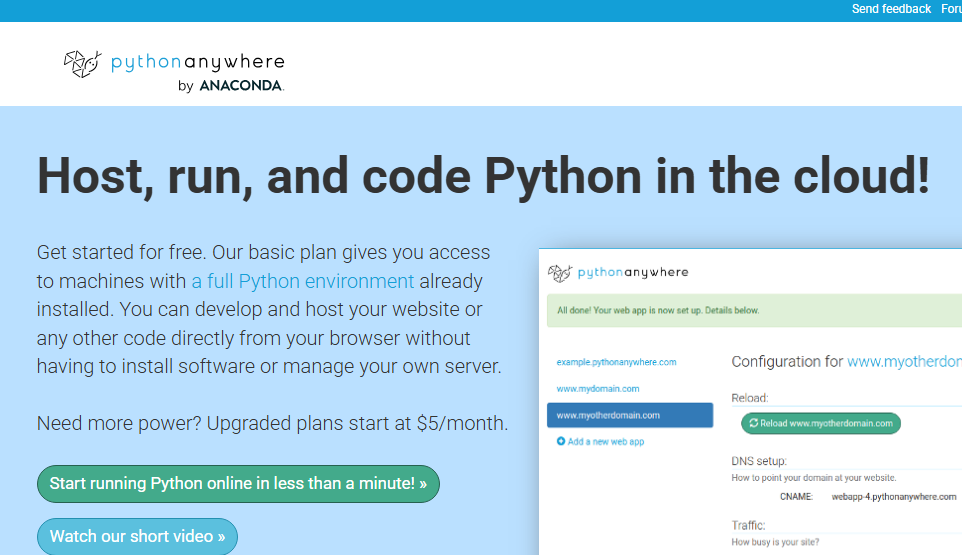 Send feedback
pythonanywhere
by ANACONDA.
Host, run, and code Python in the cloud!
Get started for free. Our basic plan gives you access
to machines with a full Python environment already
installed. You can develop and host your website or
any other code directly from your browser without
having to install software or manage your own server.
Need more power? Upgraded plans start at $5/month.
Start running Python online in less than a minute! »
Watch our short video »
pythonanywhere
All done! Your web app is now set up. Details below.
example.pythonanywhere.com
www.mydomain.com
www.myotherdomain.com
Add a new web app
Configuration for www.myotherdom
Reload:
Reload www.myotherdomain.com
DNS setup:
How to point your domain at your website.
CNAME: webapp-4.pythonanywhere.com
Traffic:
How busy is your site?